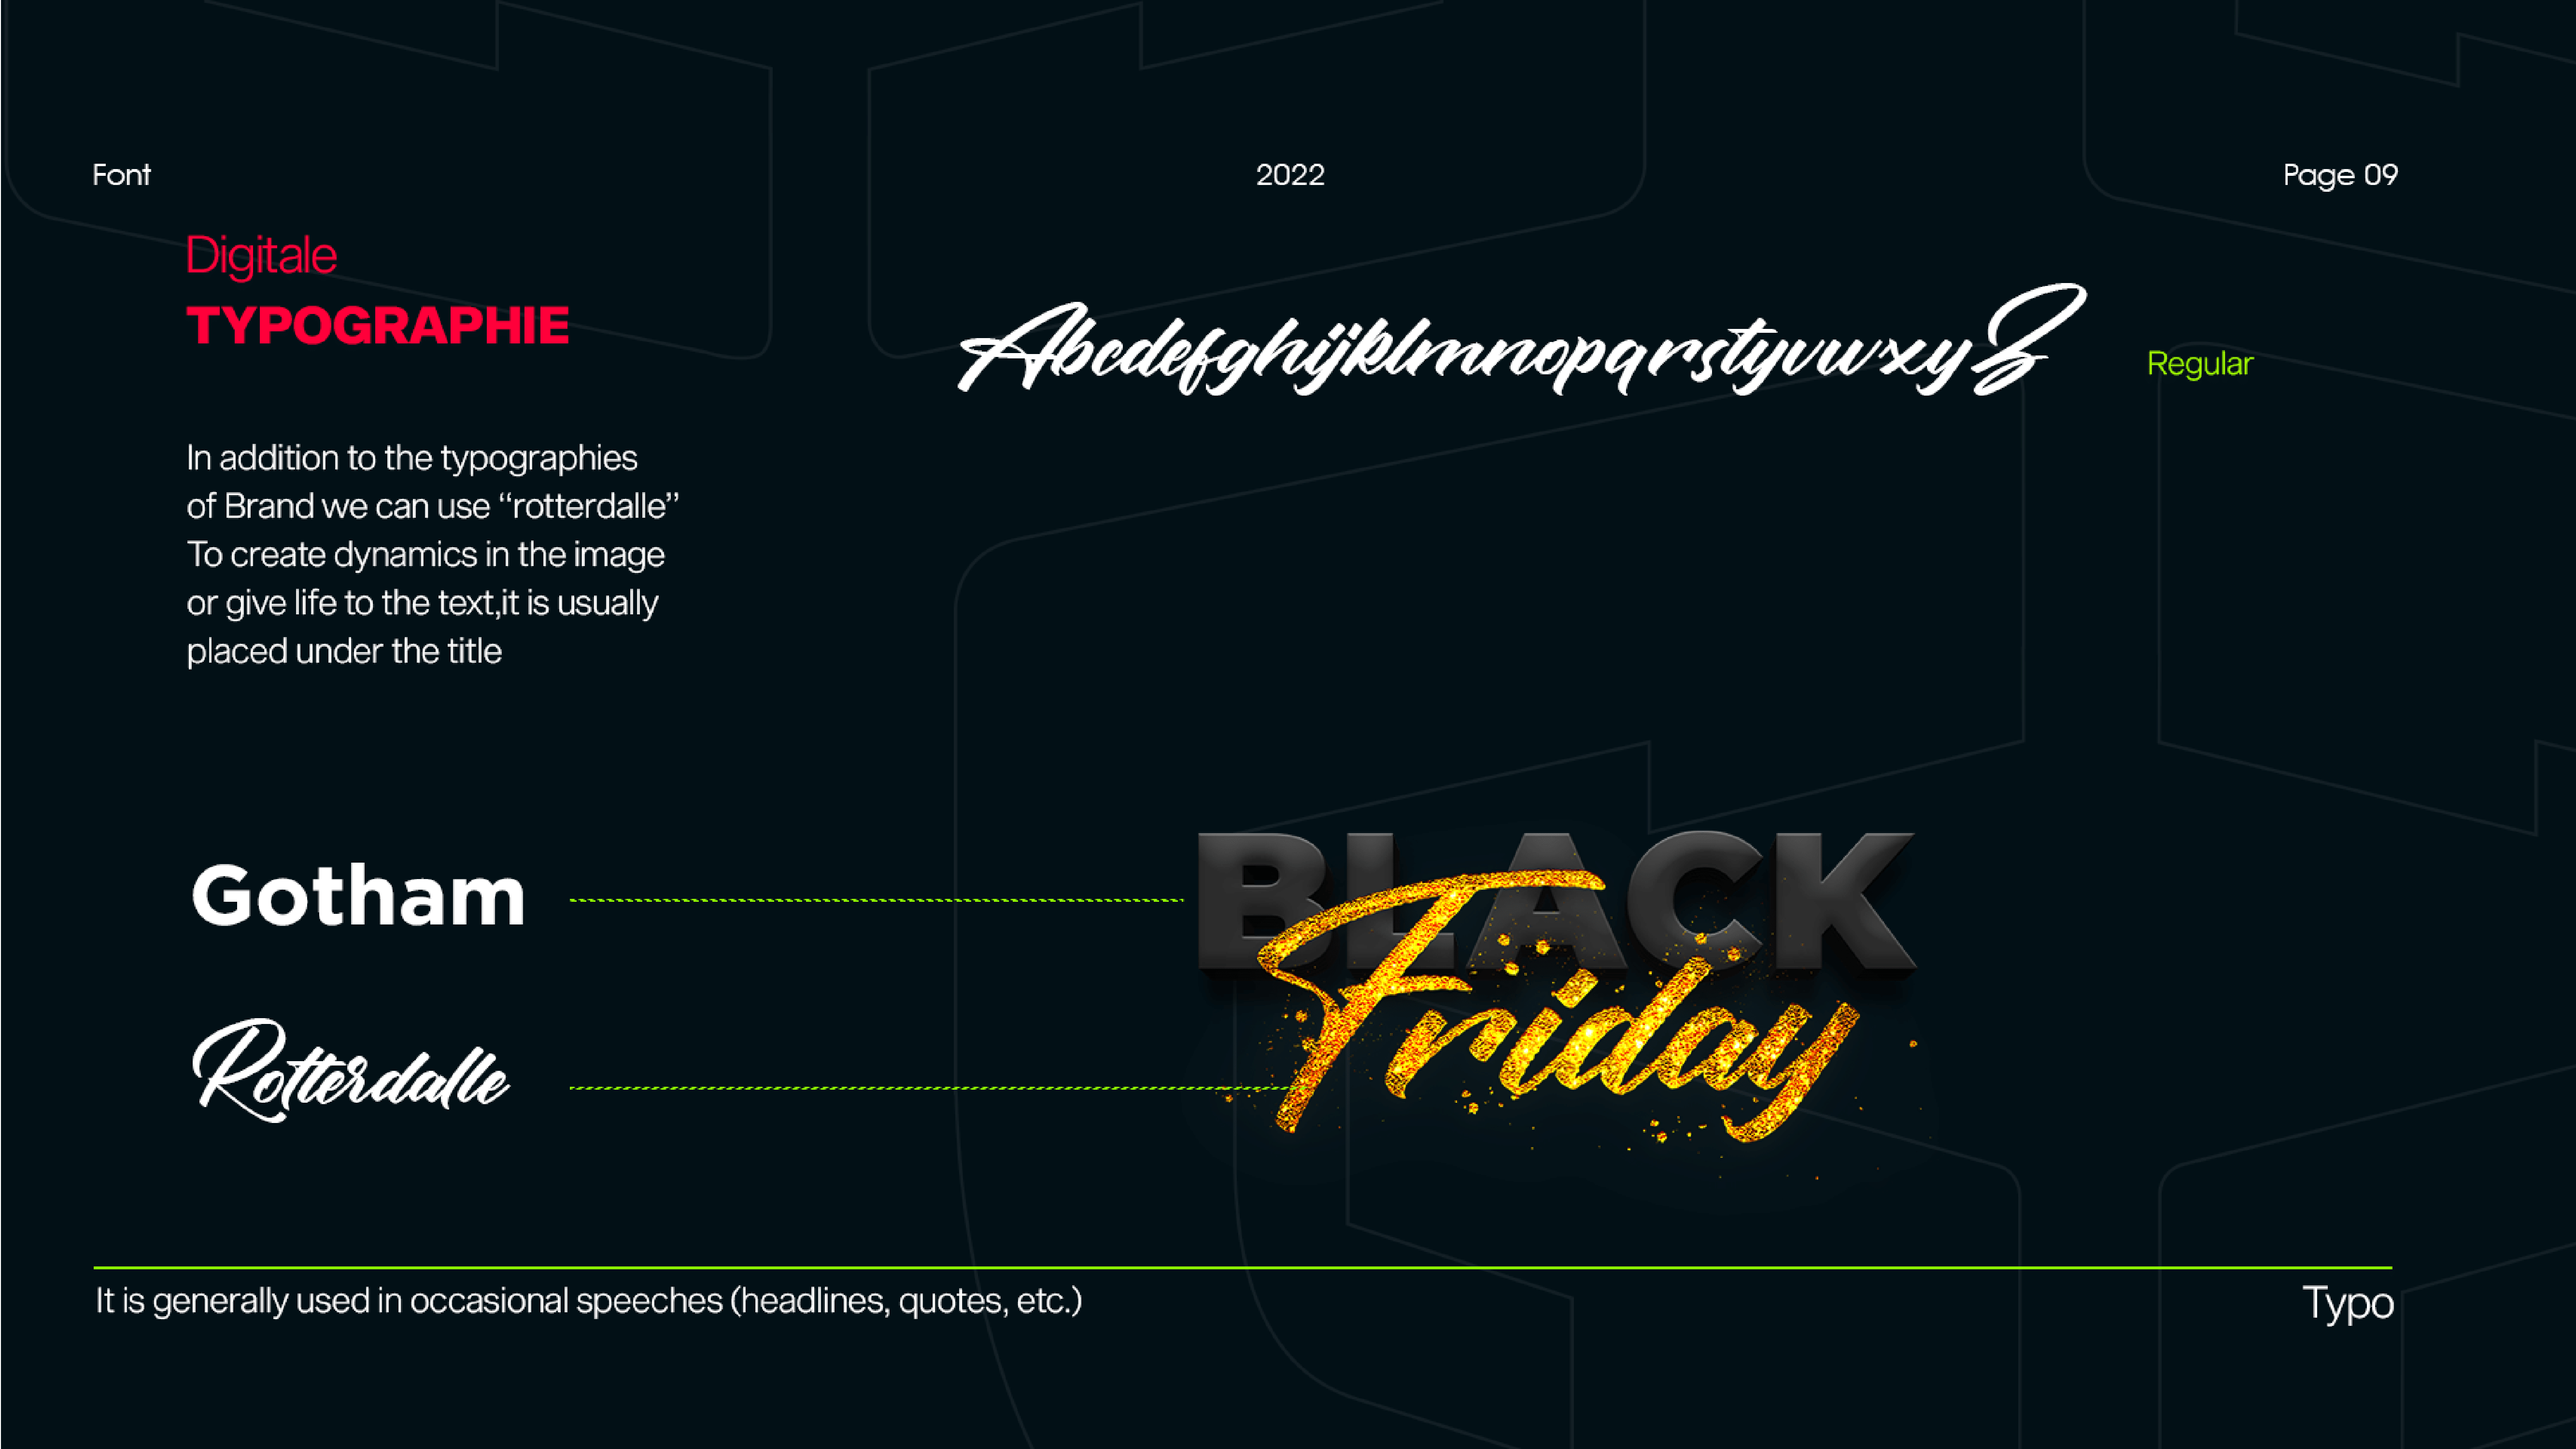 Font
2022
Page 09
Digitale
TYPOGRAPHIE
Abcdefghijklmnopqrstyvwxyz
Regular
In addition to the typographies
of Brand we can use “rotterdalle”
To create dynamics in the image
or give life to the text,it is usually
placed under the title
Gotham
BLACK
Friday
Rotterdalle
It is generally used in occasional speeches (headlines, quotes, etc.)
Typo